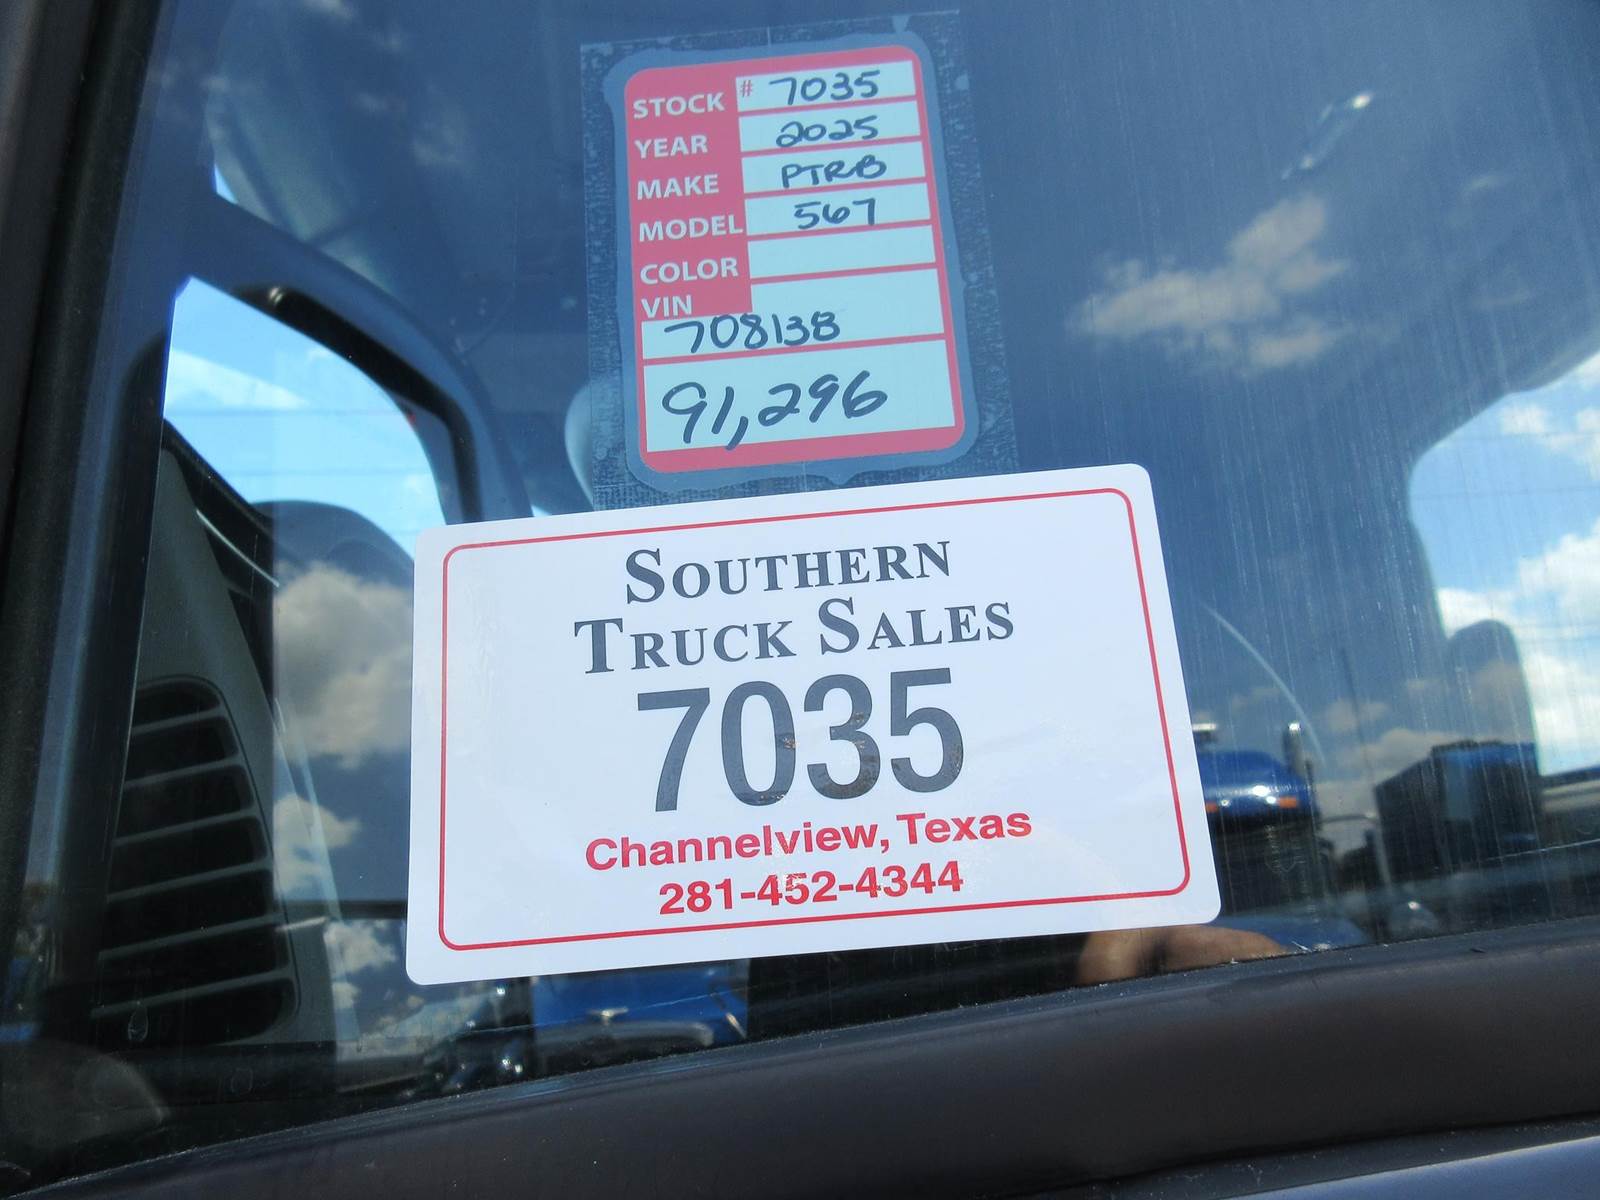 STOCK # 7035
YEAR 2025
MAKE PTRB
MODEL 567
COLOR
VIN
708138
91,296
SOUTHERN
TRUCK SALES
7035
Channelview, Texas
281-452-4344